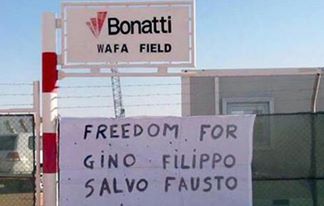 Bonatti
WAFA FIELD
FREEDOM FOR
GINO FILIPPO
SALVO FAUSTO